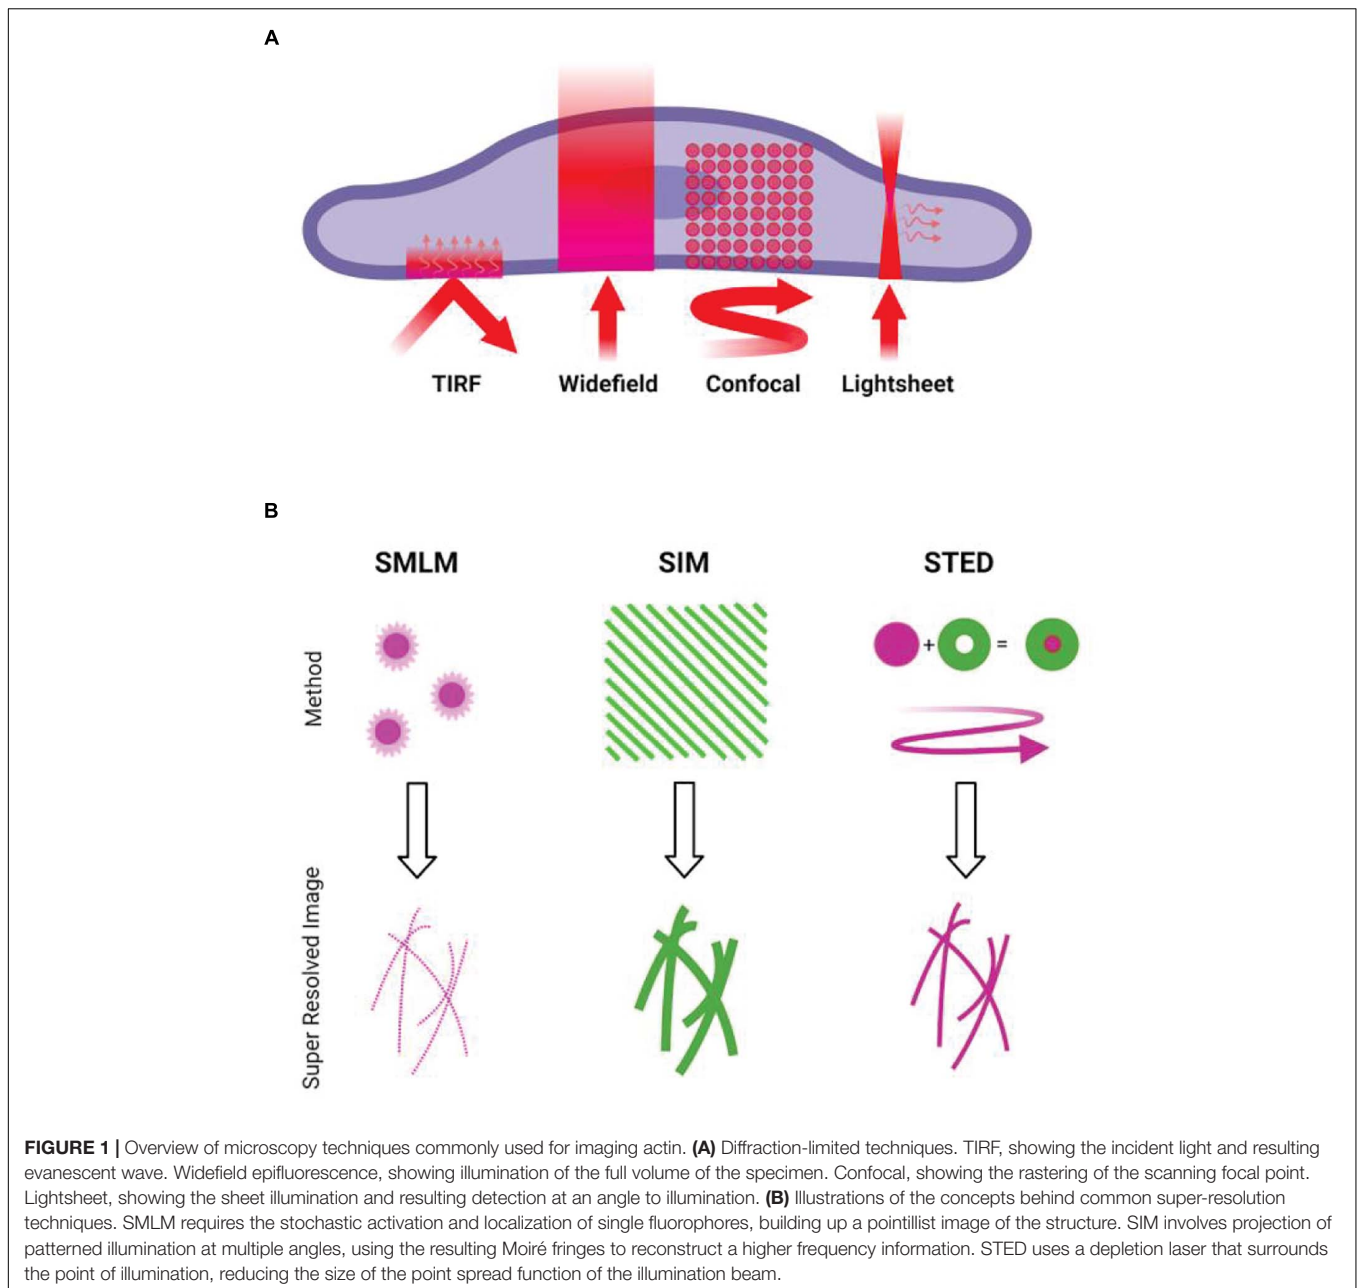 A
TIRF
Widefield
Confocal
Lightsheet
B
SMLM
SIM
STED
Method
+
=
Super Resolved Image
FIGURE 1 | Overview of microscopy techniques commonly used for imaging actin. (A) Diffraction-limited techniques. TIRF, showing the incident light and resulting
evanescent wave. Widefield epifluorescence, showing illumination of the full volume of the specimen. Confocal, showing the rastering of the scanning focal point.
Lightsheet, showing the sheet illumination and resulting detection at an angle to illumination. (B) Illustrations of the concepts behind common super-resolution
techniques. SMLM requires the stochastic activation and localization of single fluorophores, building up a pointillist image of the structure. SIM involves projection of
patterned illumination at multiple angles, using the resulting Moiré fringes to reconstruct a higher frequency information. STED uses a depletion laser that surrounds
the point of illumination, reducing the size of the point spread function of the illumination beam.